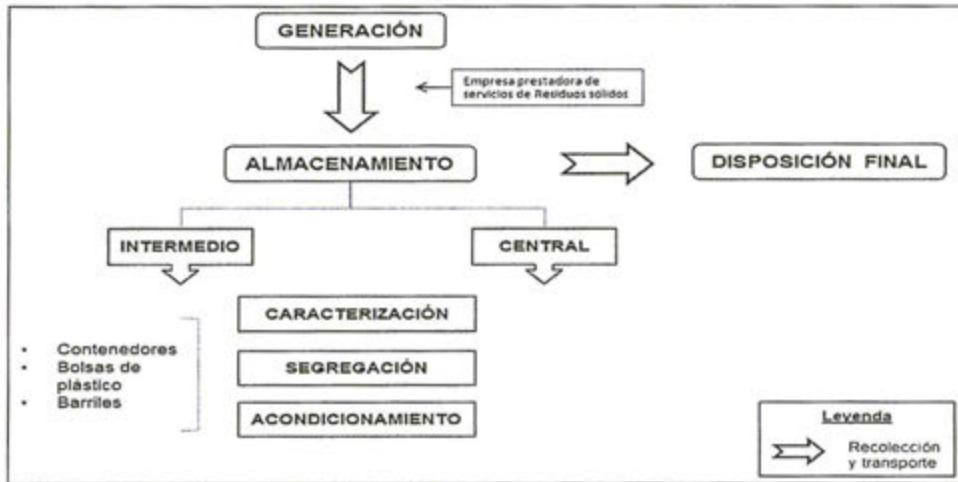 GENERACIÓN
Empresa prestadora de
servicios de Residuos sólidos
ALMACENAMIENTO
DISPOSICIÓN FINAL
INTERMEDIO
CENTRAL
CARACTERIZACIÓN
• Contenedores
• Bolsas de
plástico
• Barriles
SEGREGACIÓN
ACONDICIONAMIENTO
Leyenda
Recolección
y transporte